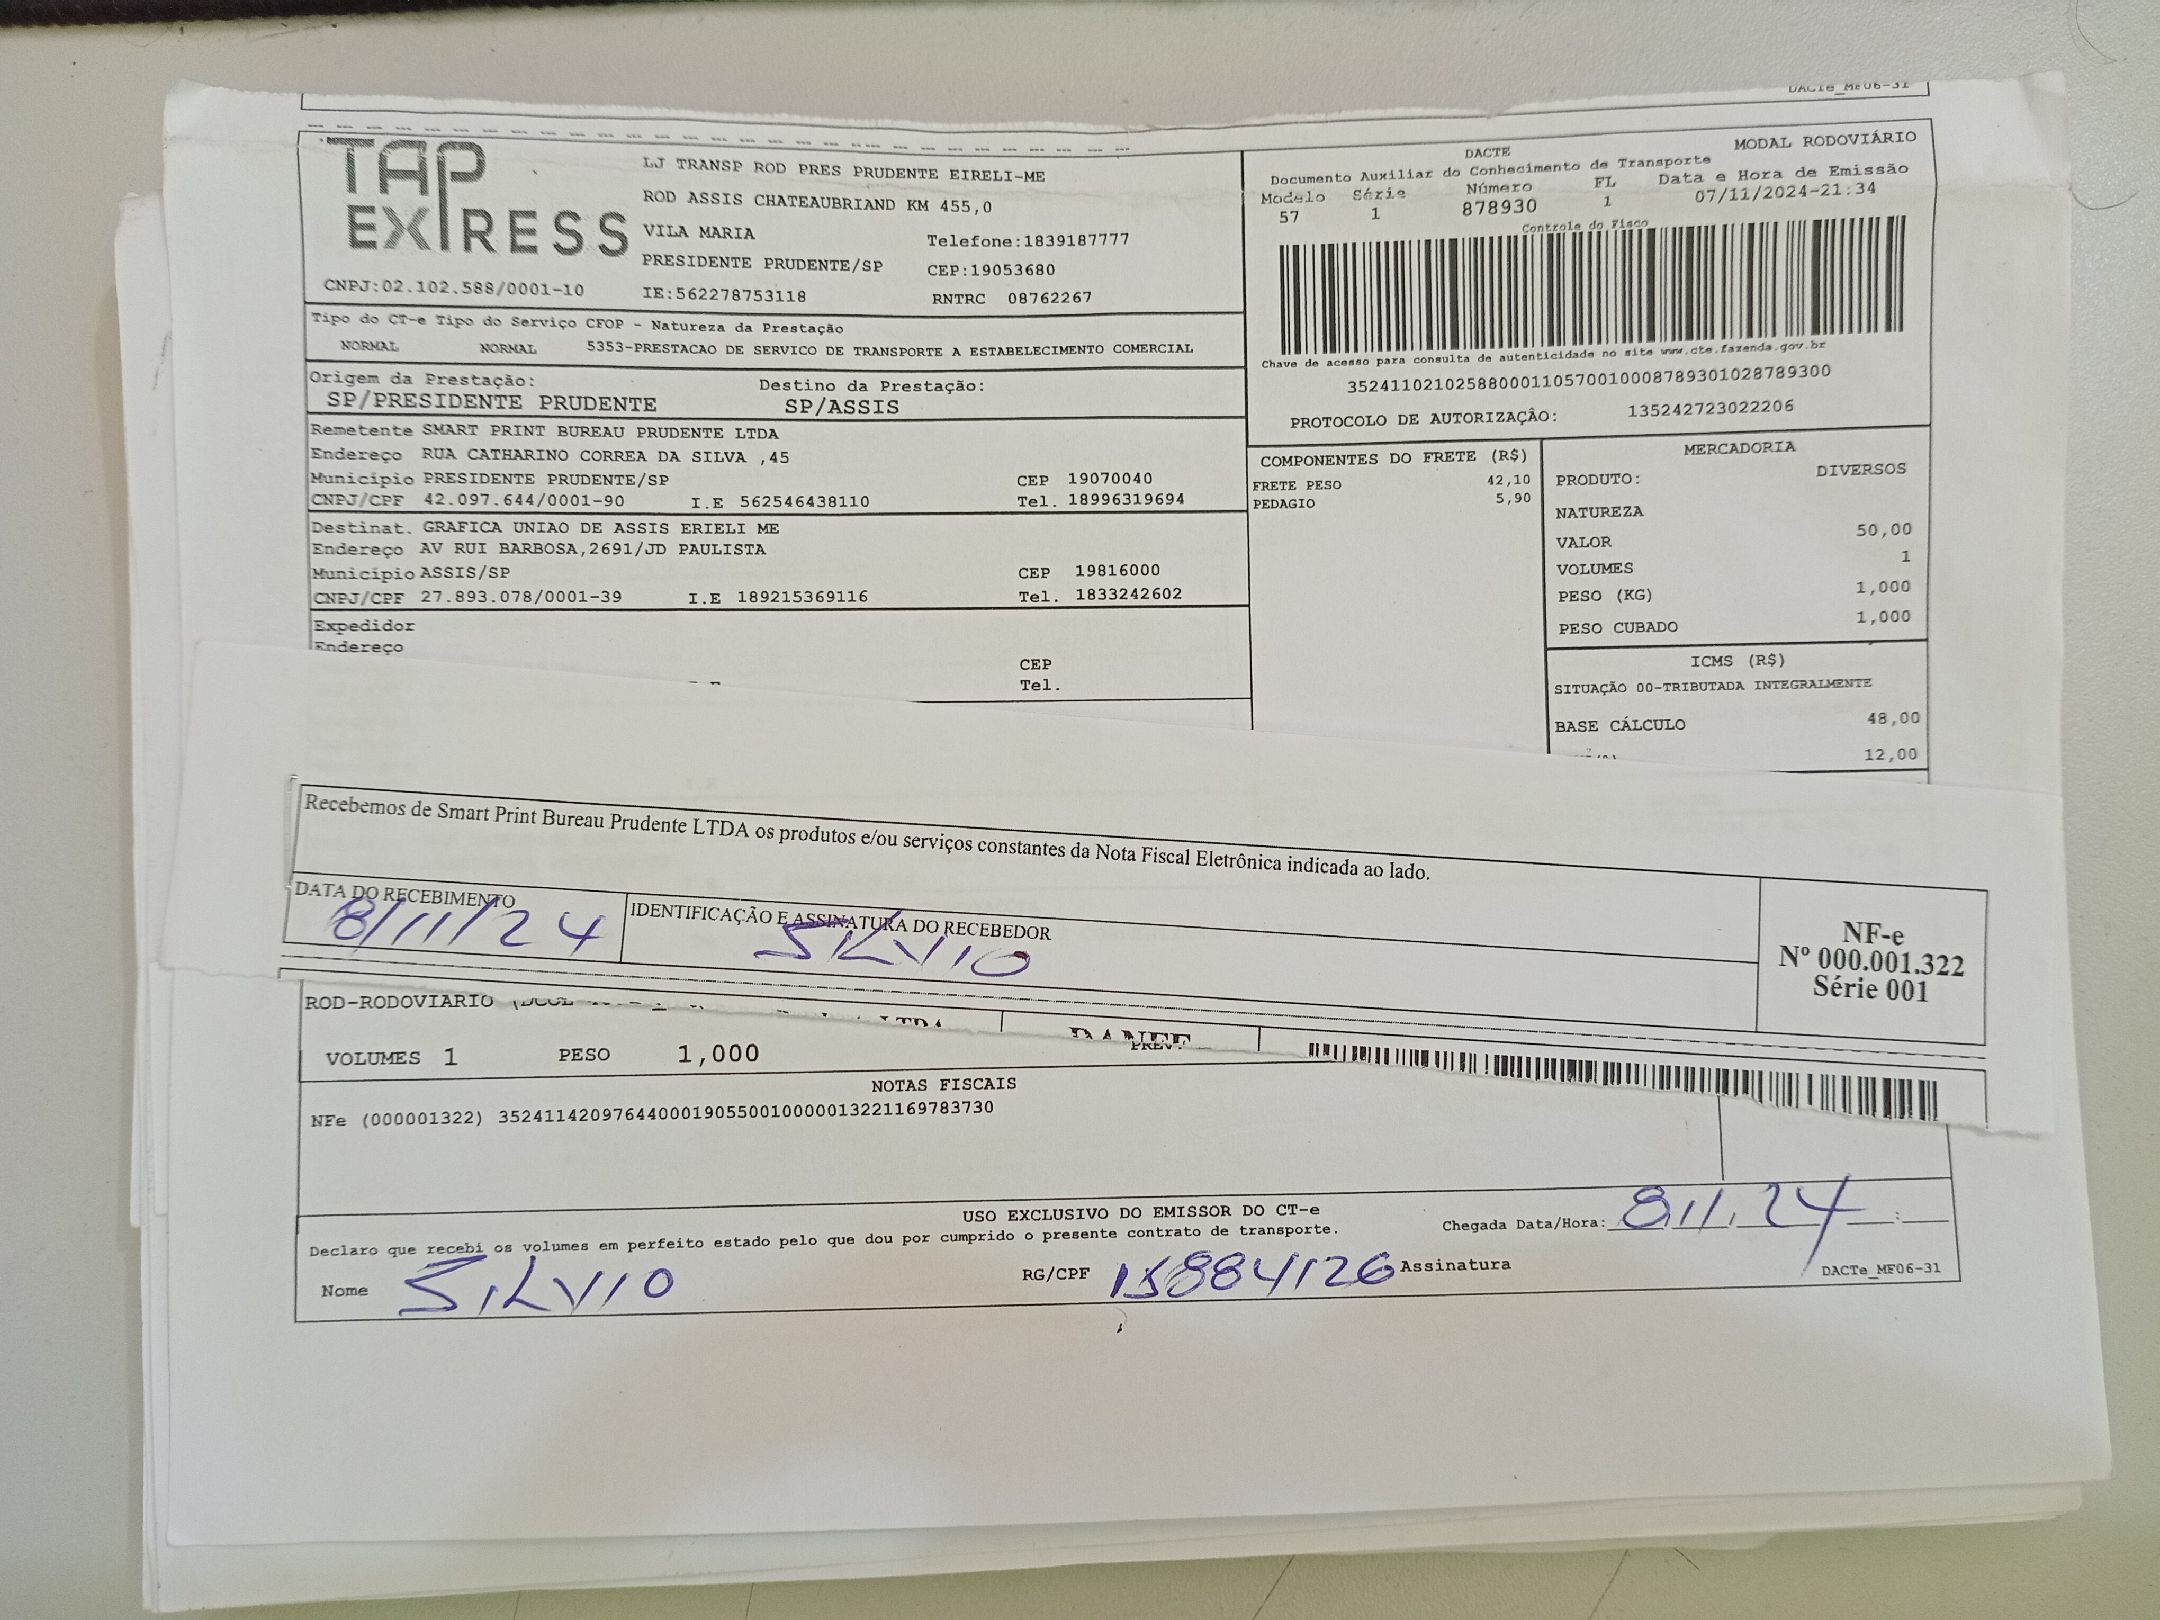 DACTe_MF06-31
TAP
EXPRESS
LJ TRANSP ROD PRES PRUDENTE EIRELI-ME
ROD ASSIS CHATEAUBRIAND KM 455,0
VILA MARIA
Telefone:1839187777
PRESIDENTE PRUDENTE/SP CEP:19053680
CNPJ:02.102.588/0001-10 IE:562278753118 RNTRC 08762267
DACTE MODAL RODOVIÁRIO
Documento Auxiliar do Conhecimento de Transporte
Modelo Série Número FL Data e Hora de Emissão
57 1 878930 1 07/11/2024-21:34
Controle do Fisco
Chave de acesso para consulta de autenticidade no site www.cte.fazenda.gov.br
35241102102588000110570010008789301028789300
PROTOCOLO DE AUTORIZAÇÃO: 135242723022206
Tipo do CT-e Tipo do Serviço CFOP - Natureza da Prestação
NORMAL NORMAL 5353-PRESTACAO DE SERVICO DE TRANSPORTE A ESTABELECIMENTO COMERCIAL
Origem da Prestação: Destino da Prestação:
SP/PRESIDENTE PRUDENTE SP/ASSIS
Remetente SMART PRINT BUREAU PRUDENTE LTDA
Endereço RUA CATHARINO CORREA DA SILVA ,45
Município PRESIDENTE PRUDENTE/SP CEP 19070040
CNPJ/CPF 42.097.644/0001-90 I.E 562546438110 Tel. 18996319694
Destinat. GRAFICA UNIAO DE ASSIS ERIELI ME
Endereço AV RUI BARBOSA,2691/JD PAULISTA
Município ASSIS/SP CEP 19816000
CNPJ/CPF 27.893.078/0001-39 I.E 189215369116 Tel. 1833242602
Expedidor
Endereço
CEP
Tel.
COMPONENTES DO FRETE (R$)
FRETE PESO 42,10
PEDAGIO 5,90
MERCADORIA
PRODUTO: DIVERSOS
NATUREZA
VALOR 50,00
VOLUMES 1
PESO (KG) 1,000
PESO CUBADO 1,000
ICMS (R$)
SITUAÇÃO 00-TRIBUTADA INTEGRALMENTE
BASE CÁLCULO 48,00
12,00
Recebemos de Smart Print Bureau Prudente LTDA os produtos e/ou serviços constantes da Nota Fiscal Eletrônica indicada ao lado.
DATA DO RECEBIMENTO IDENTIFICAÇÃO E ASSINATURA DO RECEBEDOR
8/11/24 SILVIO
NF-e
Nº 000.001.322
Série 001
ROD-RODOVIARIO
DANFE
VOLUMES 1 PESO 1,000
NOTAS FISCAIS
NFe (000001322) 35241142097644000190550010000013221169783730
USO EXCLUSIVO DO EMISSOR DO CT-e
Declaro que recebi os volumes em perfeito estado pelo que dou por cumprido o presente contrato de transporte. Chegada Data/Hora: 8 11 24 :
Nome SILVIO RG/CPF 15884126 Assinatura
DACTe_MF06-31